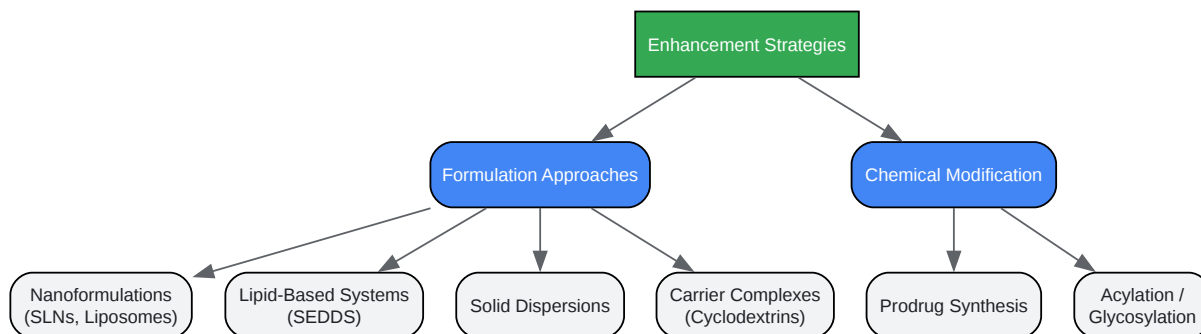 Enhancement Strategies
Formulation Approaches
Chemical Modification
Nanoformulations
(SLNs, Liposomes)
Lipid-Based Systems
(SEDDS)
Solid Dispersions
Carrier Complexes
(Cyclodextrins)
Prodrug Synthesis
Acylation /
Glycosylation